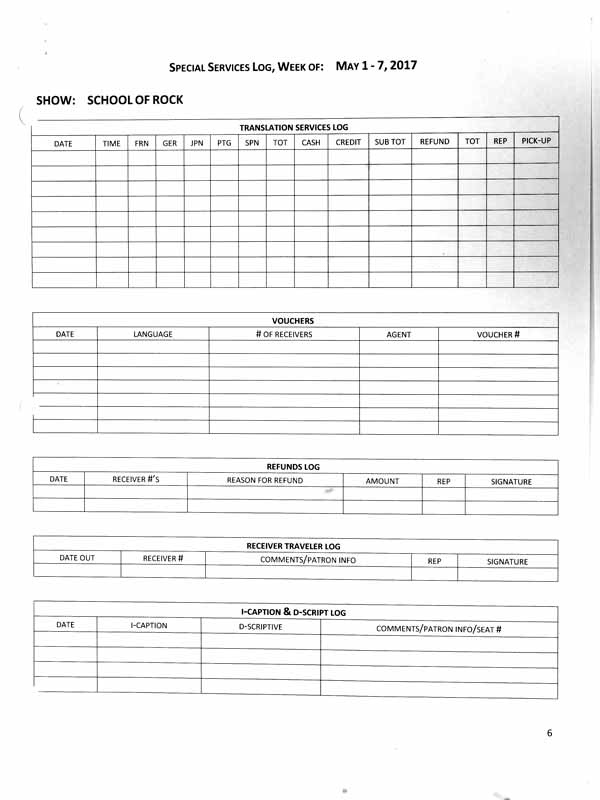 SPECIAL SERVICES LOG, WEEK OF: MAY 1 - 7, 2017
SHOW: SCHOOL OF ROCK
TRANSLATION SERVICES LOG
DATE TIME FRN GER JPN PTG SPN TOT CASH CREDIT SUB TOT REFUND TOT REP PICK-UP
VOUCHERS
DATE LANGUAGE # OF RECEIVERS AGENT VOUCHER #
REFUNDS LOG
DATE RECEIVER #'S REASON FOR REFUND AMOUNT REP SIGNATURE
RECEIVER TRAVELER LOG
DATE OUT RECEIVER # COMMENTS/PATRON INFO REP SIGNATURE
I-CAPTION & D-SCRIPT LOG
DATE I-CAPTION D-SCRIPTIVE COMMENTS/PATRON INFO/SEAT #
6